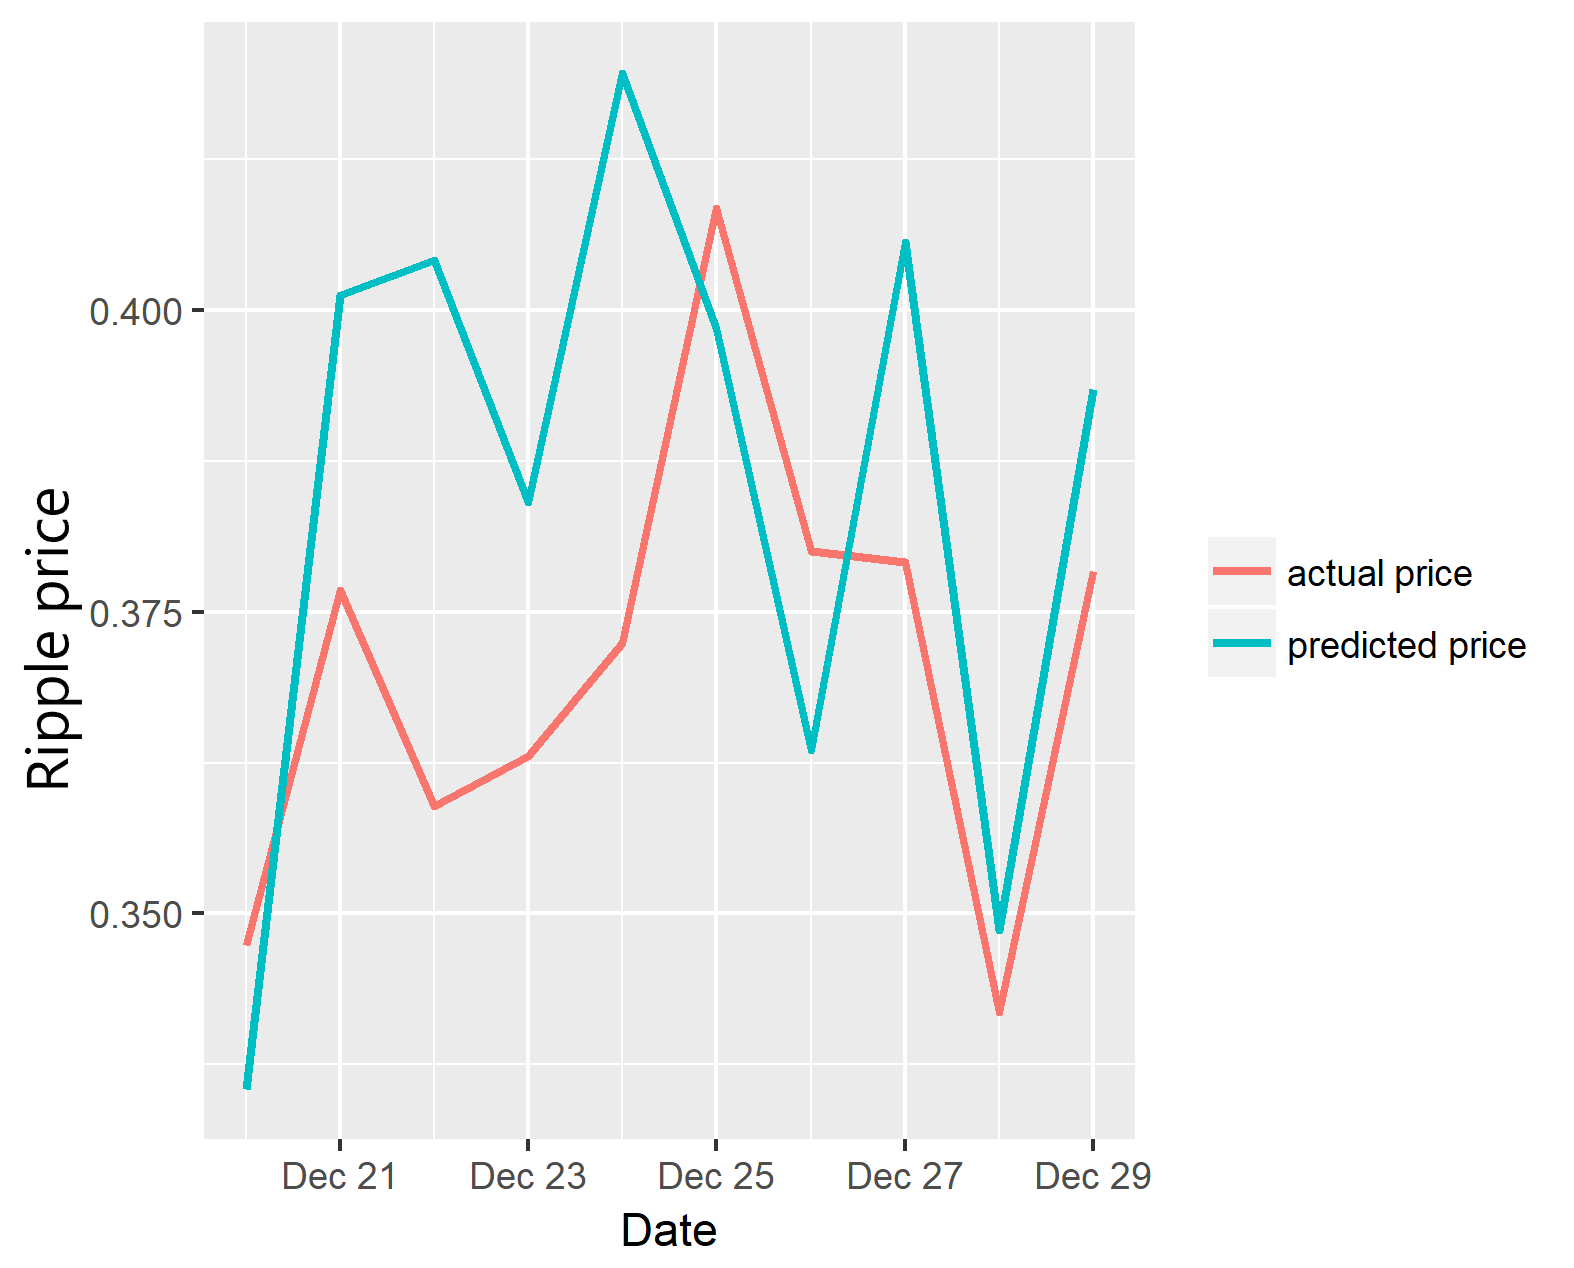 Ripple price
0.400
0.375
0.350
Dec 21
Dec 23
Dec 25
Dec 27
Dec 29
Date
actual price
predicted price